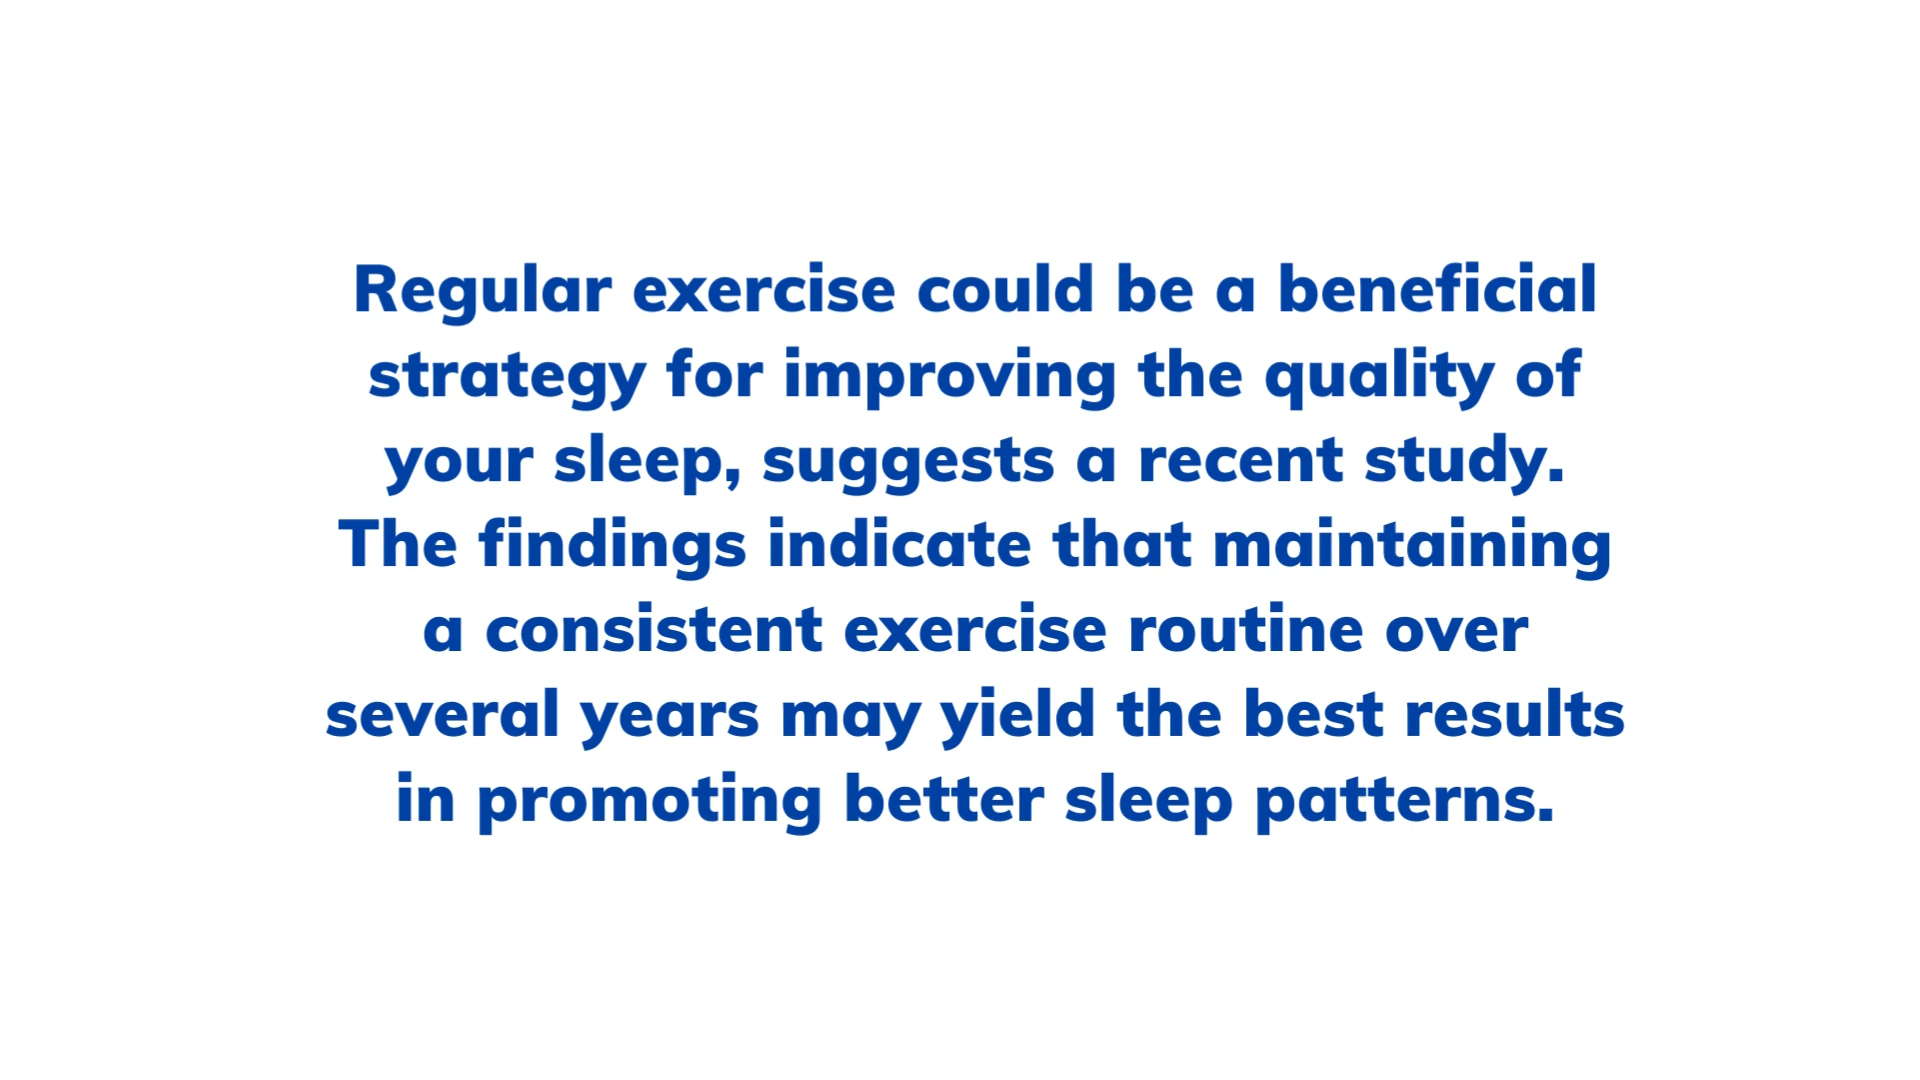 Regular exercise could be a beneficial
strategy for improving the quality of
your sleep, suggests a recent study.
The findings indicate that maintaining
a consistent exercise routine over
several years may yield the best results
in promoting better sleep patterns.